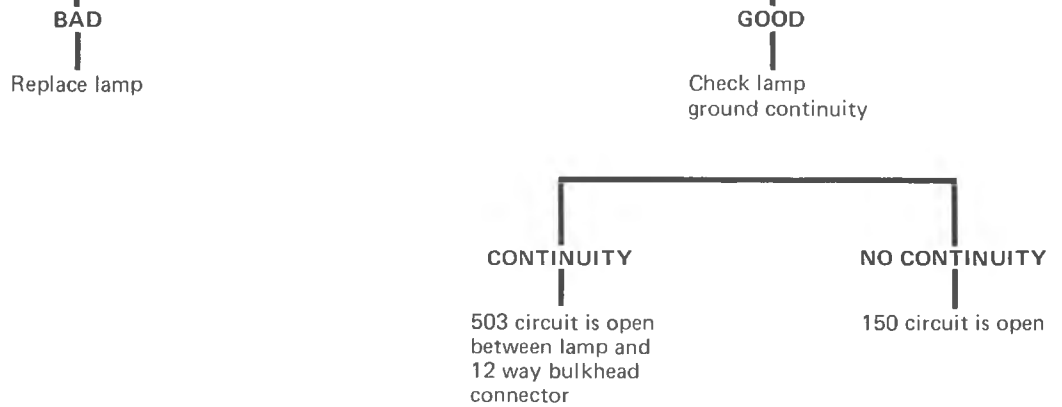 BAD
GOOD
Replace lamp
Check lamp
ground continuity
CONTINUITY
NO CONTINUITY
503 circuit is open
between lamp and
12 way bulkhead
connector
150 circuit is open